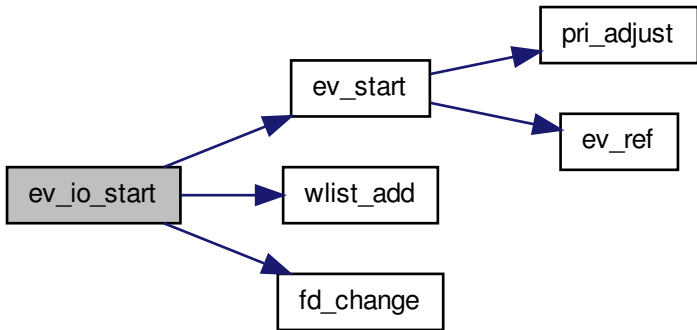 pri_adjust
ev_start
ev_ref
ev_io_start
wlist_add
fd_change